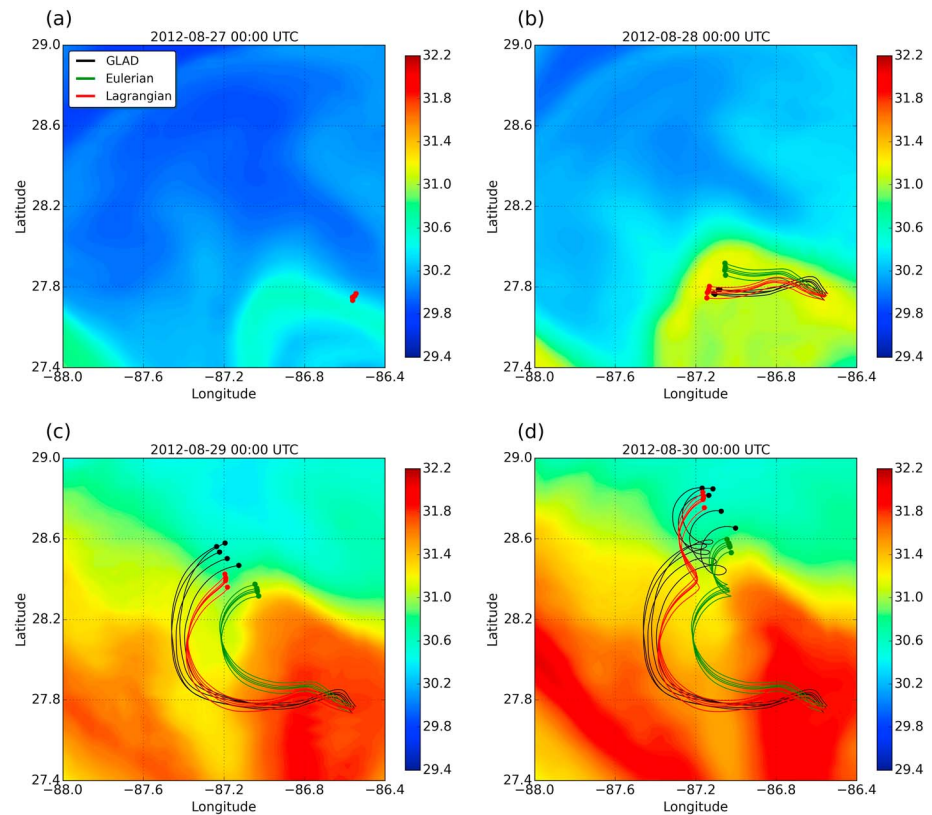 (a)
2012-08-27 00:00 UTC
GLAD
Eulerian
Lagrangian
Latitude
29.0
28.6
28.2
27.8
27.4
−88.0 −87.6 −87.2 −86.8 −86.4
Longitude
32.2
31.8
31.4
31.0
30.6
30.2
29.8
29.4
(b)
2012-08-28 00:00 UTC
Latitude
29.0
28.6
28.2
27.8
27.4
−88.0 −87.6 −87.2 −86.8 −86.4
Longitude
32.2
31.8
31.4
31.0
30.6
30.2
29.8
29.4
(c)
2012-08-29 00:00 UTC
Latitude
29.0
28.6
28.2
27.8
27.4
−88.0 −87.6 −87.2 −86.8 −86.4
Longitude
32.2
31.8
31.4
31.0
30.6
30.2
29.8
29.4
(d)
2012-08-30 00:00 UTC
Latitude
29.0
28.6
28.2
27.8
27.4
−88.0 −87.6 −87.2 −86.8 −86.4
Longitude
32.2
31.8
31.4
31.0
30.6
30.2
29.8
29.4